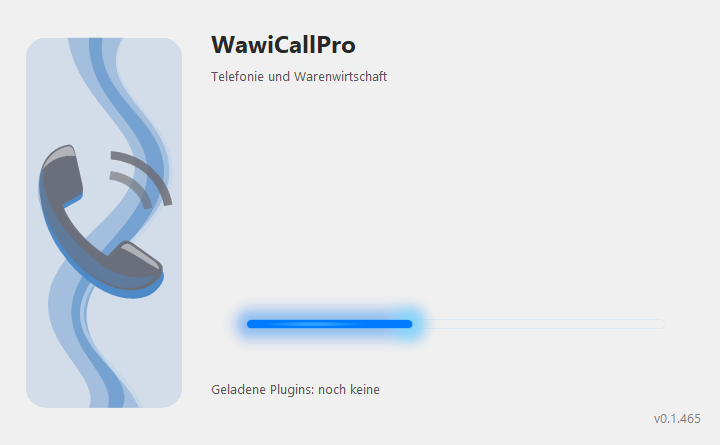 WawiCallPro
Telefonie und Warenwirtschaft
Geladene Plugins: noch keine
v0.1.465